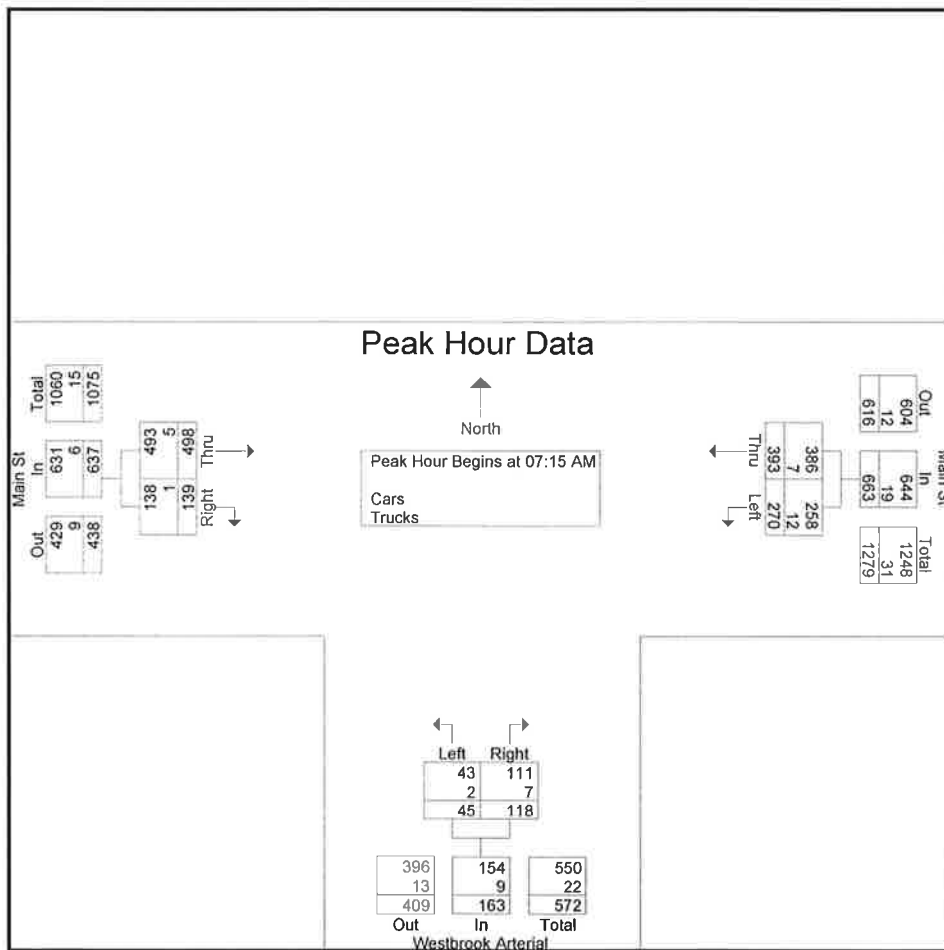 Peak Hour Data
North
Peak Hour Begins at 07:15 AM
Cars
Trucks
Main St
Out In Total
429 631 1060
9 6 15
438 637 1075
Right Thru
138 493
1 5
139 498
Main St
Out In Total
604 644 1248
12 19 31
616 663 1279
Thru Left
386 258
7 12
393 270
Left Right
43 111
2 7
45 118
396 154 550
13 9 22
409 163 572
Out In Total
Westbrook Arterial